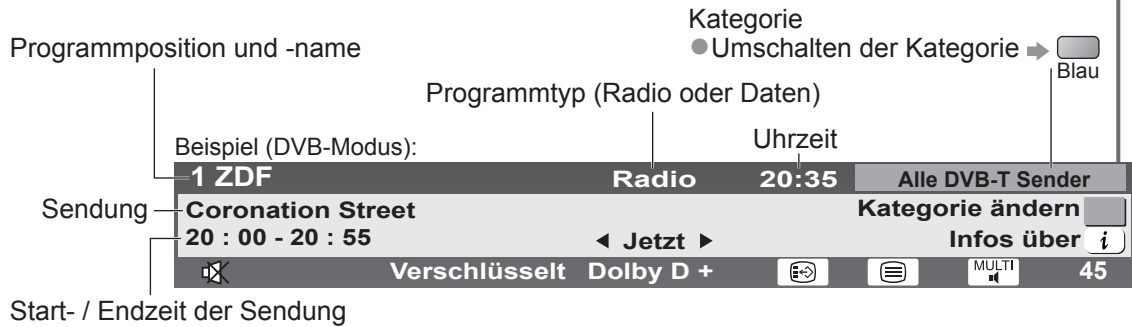 Kategorie
Programmposition und -name
●Umschalten der Kategorie
Blau
Programmtyp (Radio oder Daten)
Uhrzeit
Beispiel (DVB-Modus):
1 ZDF Radio 20:35 Alle DVB-T Sender
Sendung
Coronation Street Kategorie ändern
20 : 00 - 20 : 55 ◄ Jetzt ► Infos über i
Verschlüsselt Dolby D + MULTI 45
Start- / Endzeit der Sendung